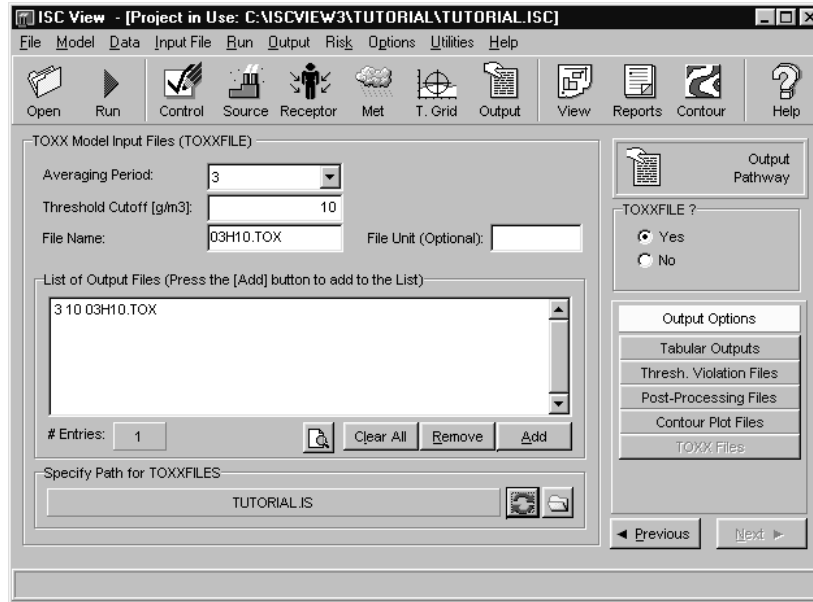 ISC View - [Project in Use: C:\ISCVIEW3\TUTORIAL\TUTORIAL.ISC]
File Model Data Input File Run Output Risk Options Utilities Help
Open Run Control Source Receptor Met T. Grid Output View Reports Contour Help
TOXX Model Input Files (TOXXFILE)
Averaging Period: 3
Threshold Cutoff [g/m3]: 10
File Name: 03H10.TOX File Unit (Optional):
List of Output Files (Press the [Add] button to add to the List)
3 10 03H10.TOX
# Entries: 1 Clear All Remove Add
Specify Path for TOXXFILES
TUTORIAL.IS
Output
Pathway
TOXXFILE ?
Yes
No
Output Options
Tabular Outputs
Thresh. Violation Files
Post-Processing Files
Contour Plot Files
TOXX Files
Previous Next